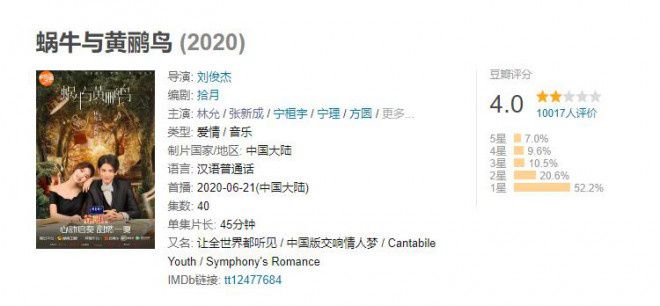 蜗牛与黄鹂鸟 (2020)
蜗牛与黄鹂鸟
导演: 刘俊杰
编剧: 拾月
主演: 林允 / 张新成 / 宁桓宇 / 宁理 / 方圆 / 更多...
类型: 爱情 / 音乐
制片国家/地区: 中国大陆
语言: 汉语普通话
首播: 2020-06-21(中国大陆)
集数: 40
单集片长: 45分钟
又名: 让全世界都听见 / 中国版交响情人梦 / Cantabile
Youth / Symphony's Romance
IMDb链接: tt12477684
豆瓣评分
4.0
10017人评价
5星 7.0%
4星 9.6%
3星 10.5%
2星 20.6%
1星 52.2%